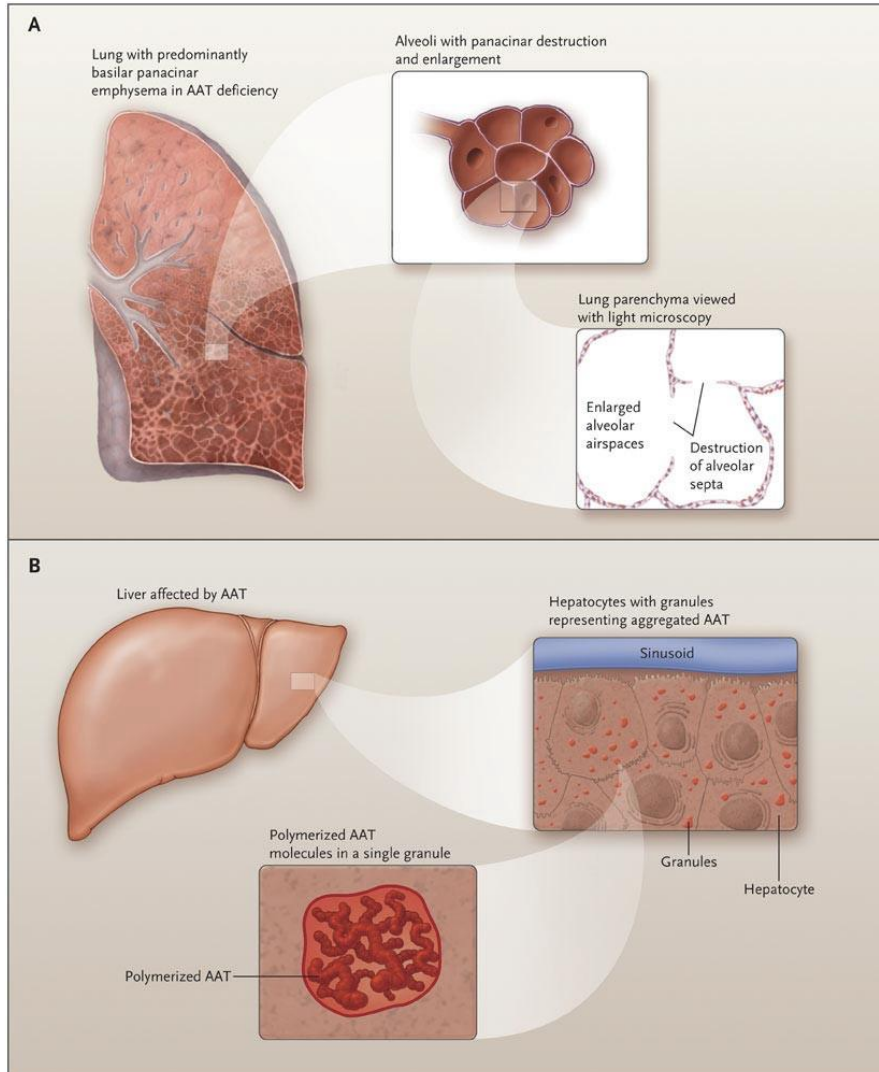 A
Lung with predominantly
basilar panacinar
emphysema in AAT deficiency
Alveoli with panacinar destruction
and enlargement
Lung parenchyma viewed
with light microscopy
Enlarged
alveolar
airspaces
Destruction
of alveolar
septa
B
Liver affected by AAT
Hepatocytes with granules
representing aggregated AAT
Sinusoid
Granules
Hepatocyte
Polymerized AAT
molecules in a single granule
Polymerized AAT